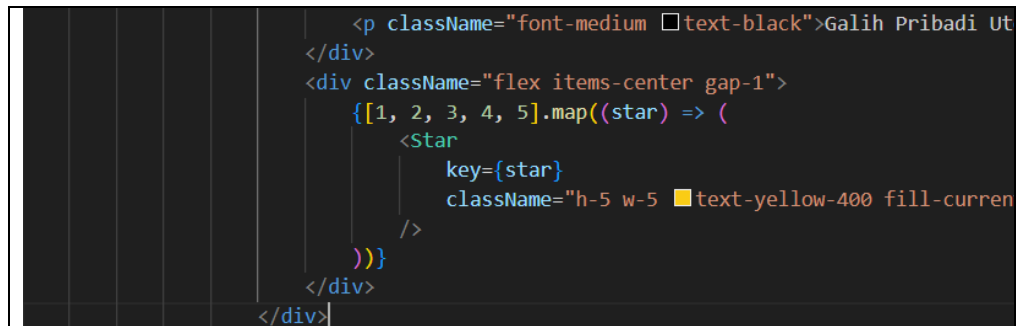 <p className="font-medium text-black">Galih Pribadi Ut
</div>
<div className="flex items-center gap-1">
{[1, 2, 3, 4, 5].map((star) => (
<Star
key={star}
className="h-5 w-5 text-yellow-400 fill-curren
/>
))}
</div>
</div>